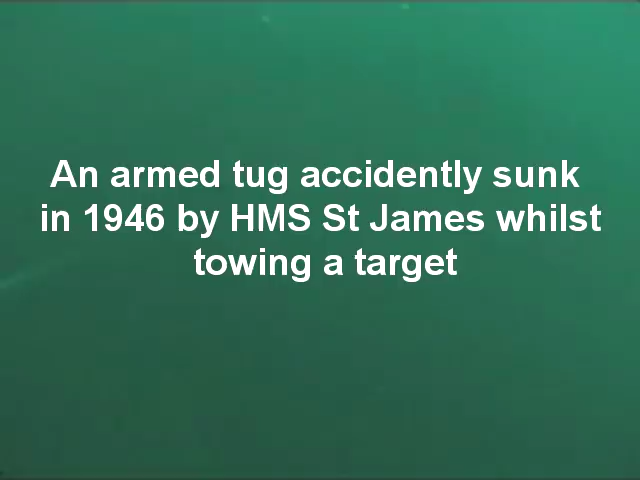 An armed tug accidently sunk
in 1946 by HMS St James whilst
towing a target